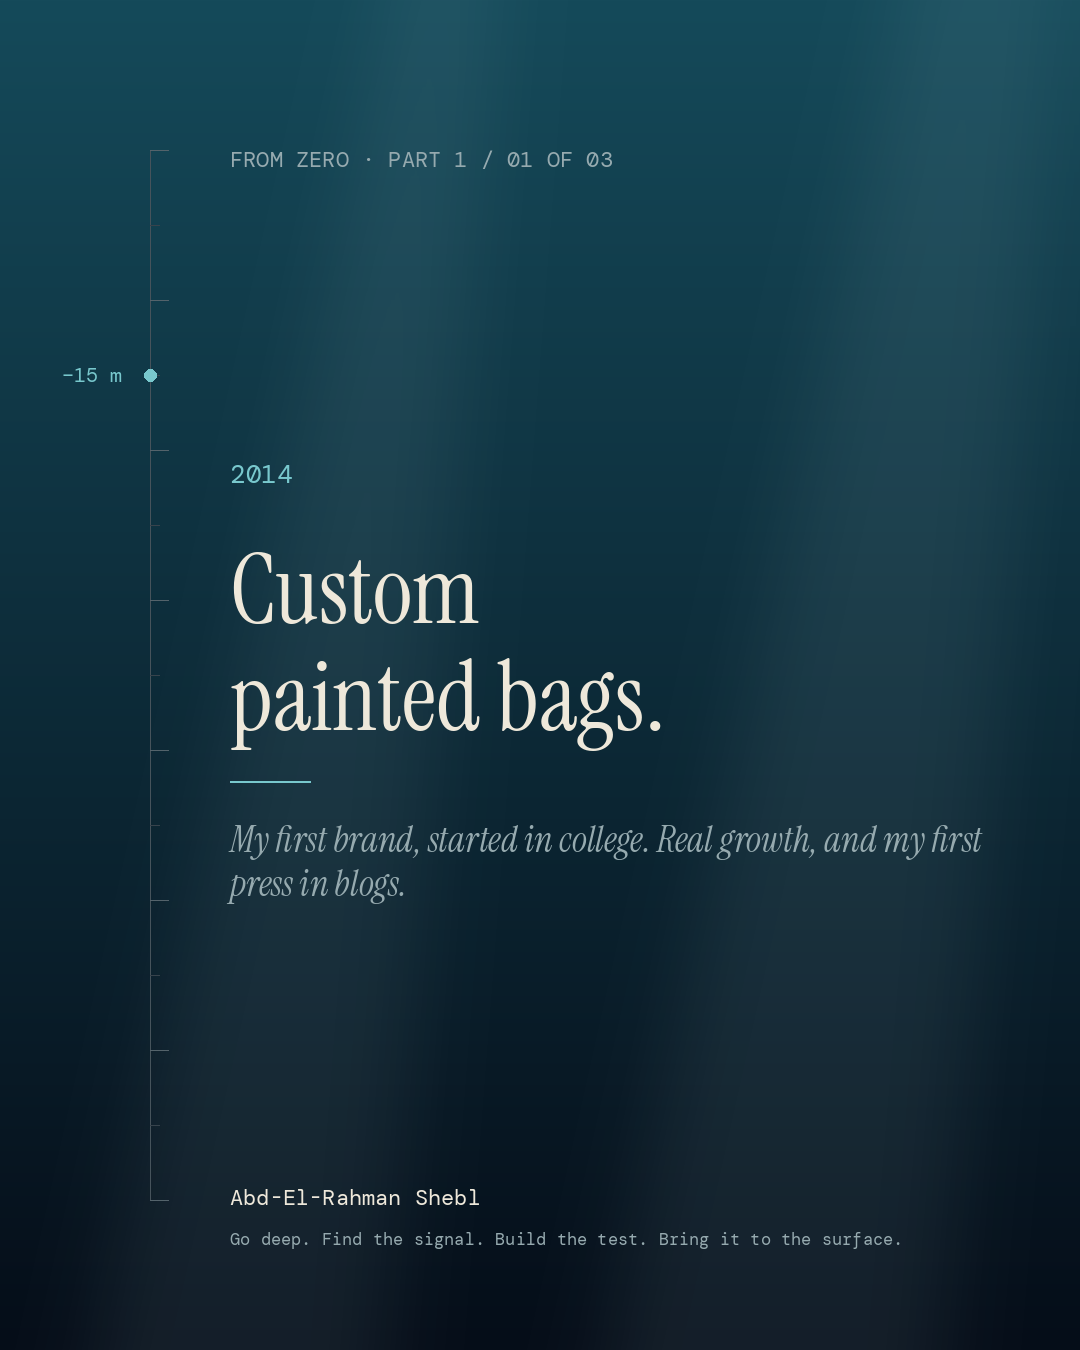 FROM ZERO · PART 1 / 01 OF 03
−15 m
2014
Custom
painted bags.
My first brand, started in college. Real growth, and my first
press in blogs.
Abd-El-Rahman Shebl
Go deep. Find the signal. Build the test. Bring it to the surface.